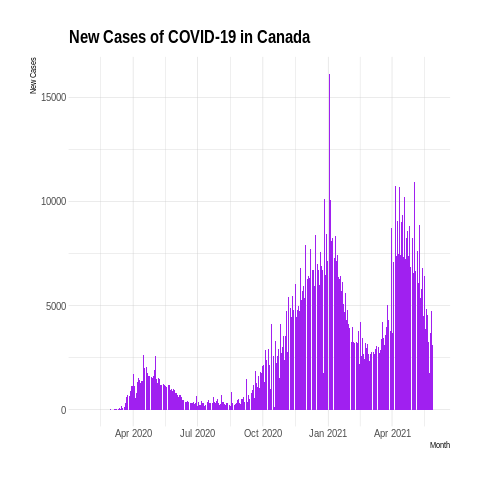 New Cases of COVID-19 in Canada
New Cases
15000
10000
5000
0
Apr 2020 Jul 2020 Oct 2020 Jan 2021 Apr 2021
Month